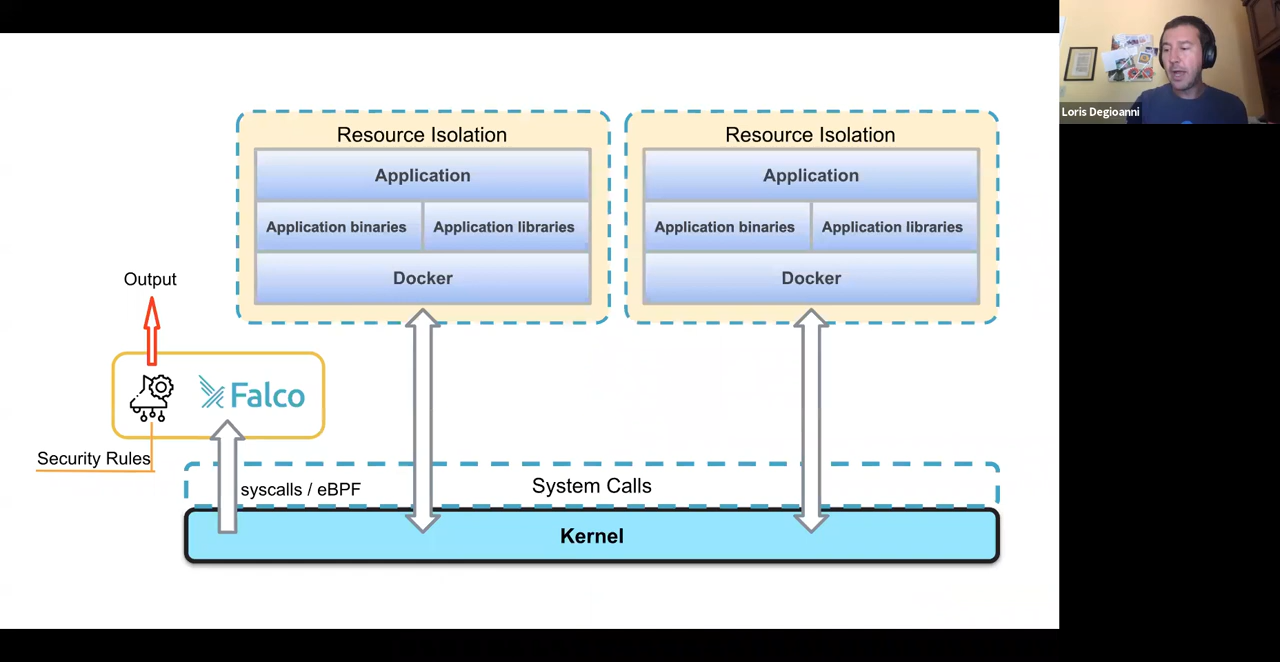 Loris Degioanni
Resource Isolation
Application
Application binaries
Application libraries
Docker
Resource Isolation
Application
Application binaries
Application libraries
Docker
Output
Falco
Security Rules
syscalls / eBPF
System Calls
Kernel